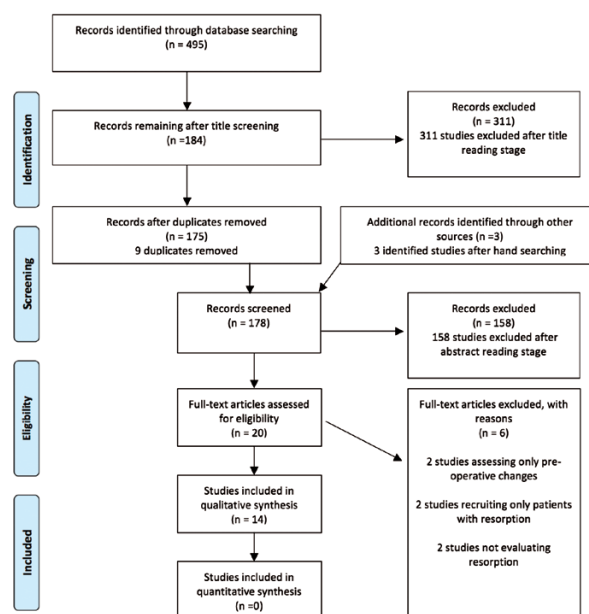 Records identified through database searching
(n = 495)
Identification
Records remaining after title screening
(n =184)
Records excluded
(n = 311)
311 studies excluded after title
reading stage
Screening
Records after duplicates removed
(n = 175)
9 duplicates removed
Additional records identified through other
sources (n =3)
3 identified studies after hand searching
Records screened
(n = 178)
Records excluded
(n = 158)
158 studies excluded after
abstract reading stage
Eligibility
Full-text articles assessed
for eligibility
(n = 20)
Full-text articles excluded, with
reasons
(n = 6)
2 studies assessing only pre-
operative changes
2 studies recruiting only patients
with resorption
2 studies not evaluating
resorption
Included
Studies included in
qualitative synthesis
(n = 14)
Studies included in
quantitative synthesis
(n =0)